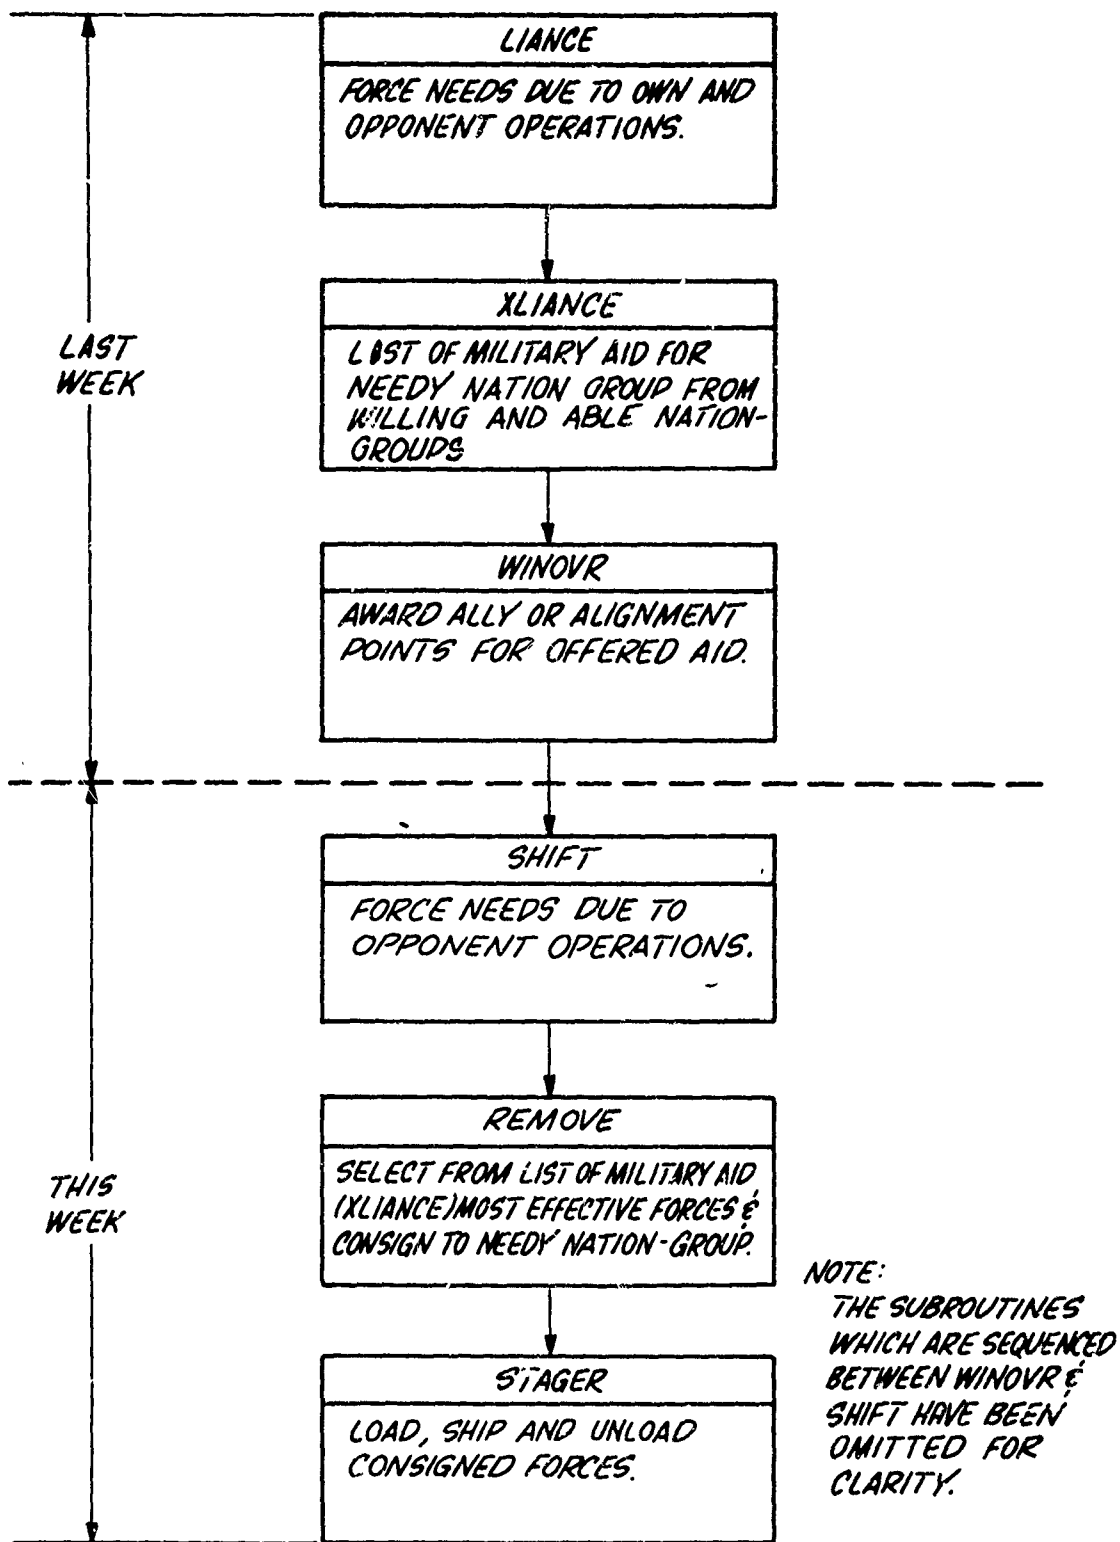 LIANCE
FORCE NEEDS DUE TO OWN AND
OPPONENT OPERATIONS.
XLIANCE
LIST OF MILITARY AID FOR
NEEDY NATION GROUP FROM
WILLING AND ABLE NATION-
GROUPS
WINOVR
AWARD ALLY OR ALIGNMENT
POINTS FOR OFFERED AID.
LAST
WEEK
SHIFT
FORCE NEEDS DUE TO
OPPONENT OPERATIONS.
REMOVE
SELECT FROM LIST OF MILITARY AID
(XLIANCE) MOST EFFECTIVE FORCES &
CONSIGN TO NEEDY NATION-GROUP.
STAGER
LOAD, SHIP AND UNLOAD
CONSIGNED FORCES.
THIS
WEEK
NOTE:
THE SUBROUTINES
WHICH ARE SEQUENCED
BETWEEN WINOVR &
SHIFT HAVE BEEN
OMITTED FOR
CLARITY.